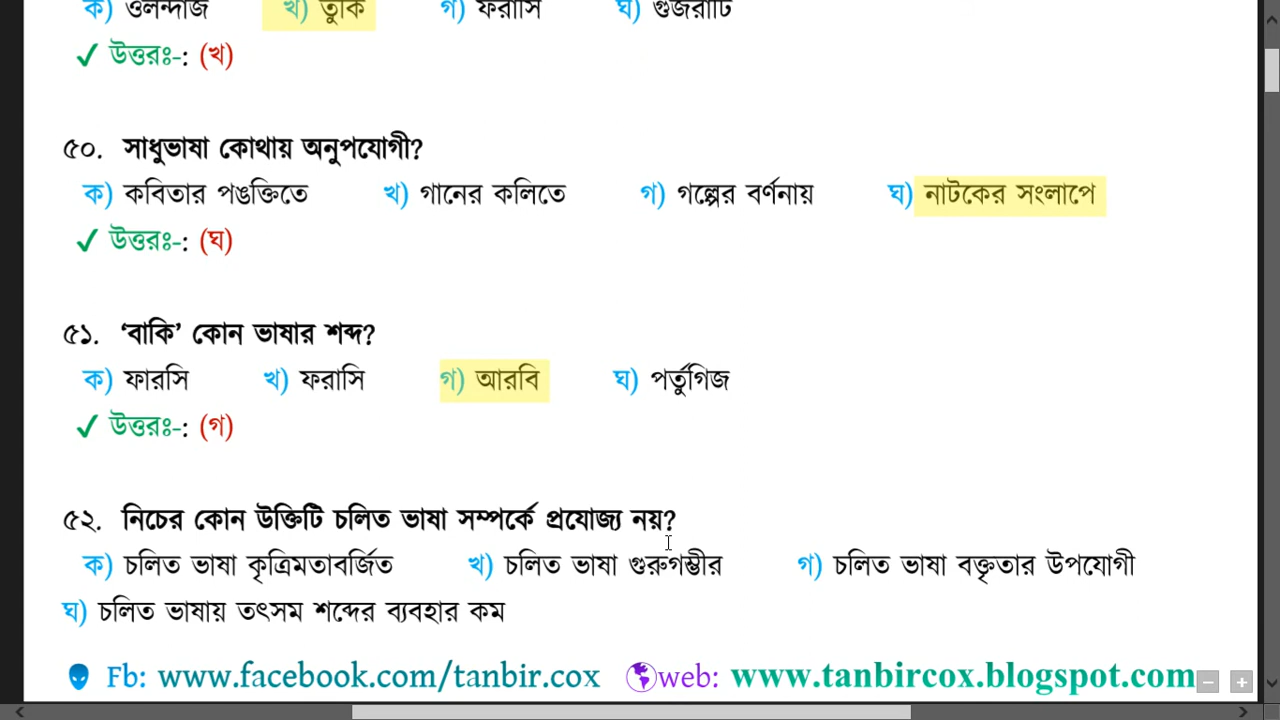 ক) ওলন্দাজ খ) তুর্কি গ) ফরাসি ঘ) গুজরাটি
✓ উত্তরঃ-: (খ)
৫০. সাধুভাষা কোথায় অনুপযোগী?
ক) কবিতার পঙক্তিতে খ) গানের কলিতে গ) গল্পের বর্ণনায় ঘ) নাটকের সংলাপে
✓ উত্তরঃ-: (ঘ)
৫১. ‘বাকি’ কোন ভাষার শব্দ?
ক) ফারসি খ) ফরাসি গ) আরবি ঘ) পর্তুগিজ
✓ উত্তরঃ-: (গ)
৫২. নিচের কোন উক্তিটি চলিত ভাষা সম্পর্কে প্রযোজ্য নয়?
ক) চলিত ভাষা কৃত্রিমতাবর্জিত খ) চলিত ভাষা গুরুগম্ভীর গ) চলিত ভাষা বক্তৃতার উপযোগী
ঘ) চলিত ভাষায় তৎসম শব্দের ব্যবহার কম
Fb: www.facebook.com/tanbir.cox web: www.tanbircox.blogspot.com